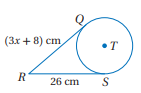 Q
(3x + 8) cm
T
R
26 cm
S